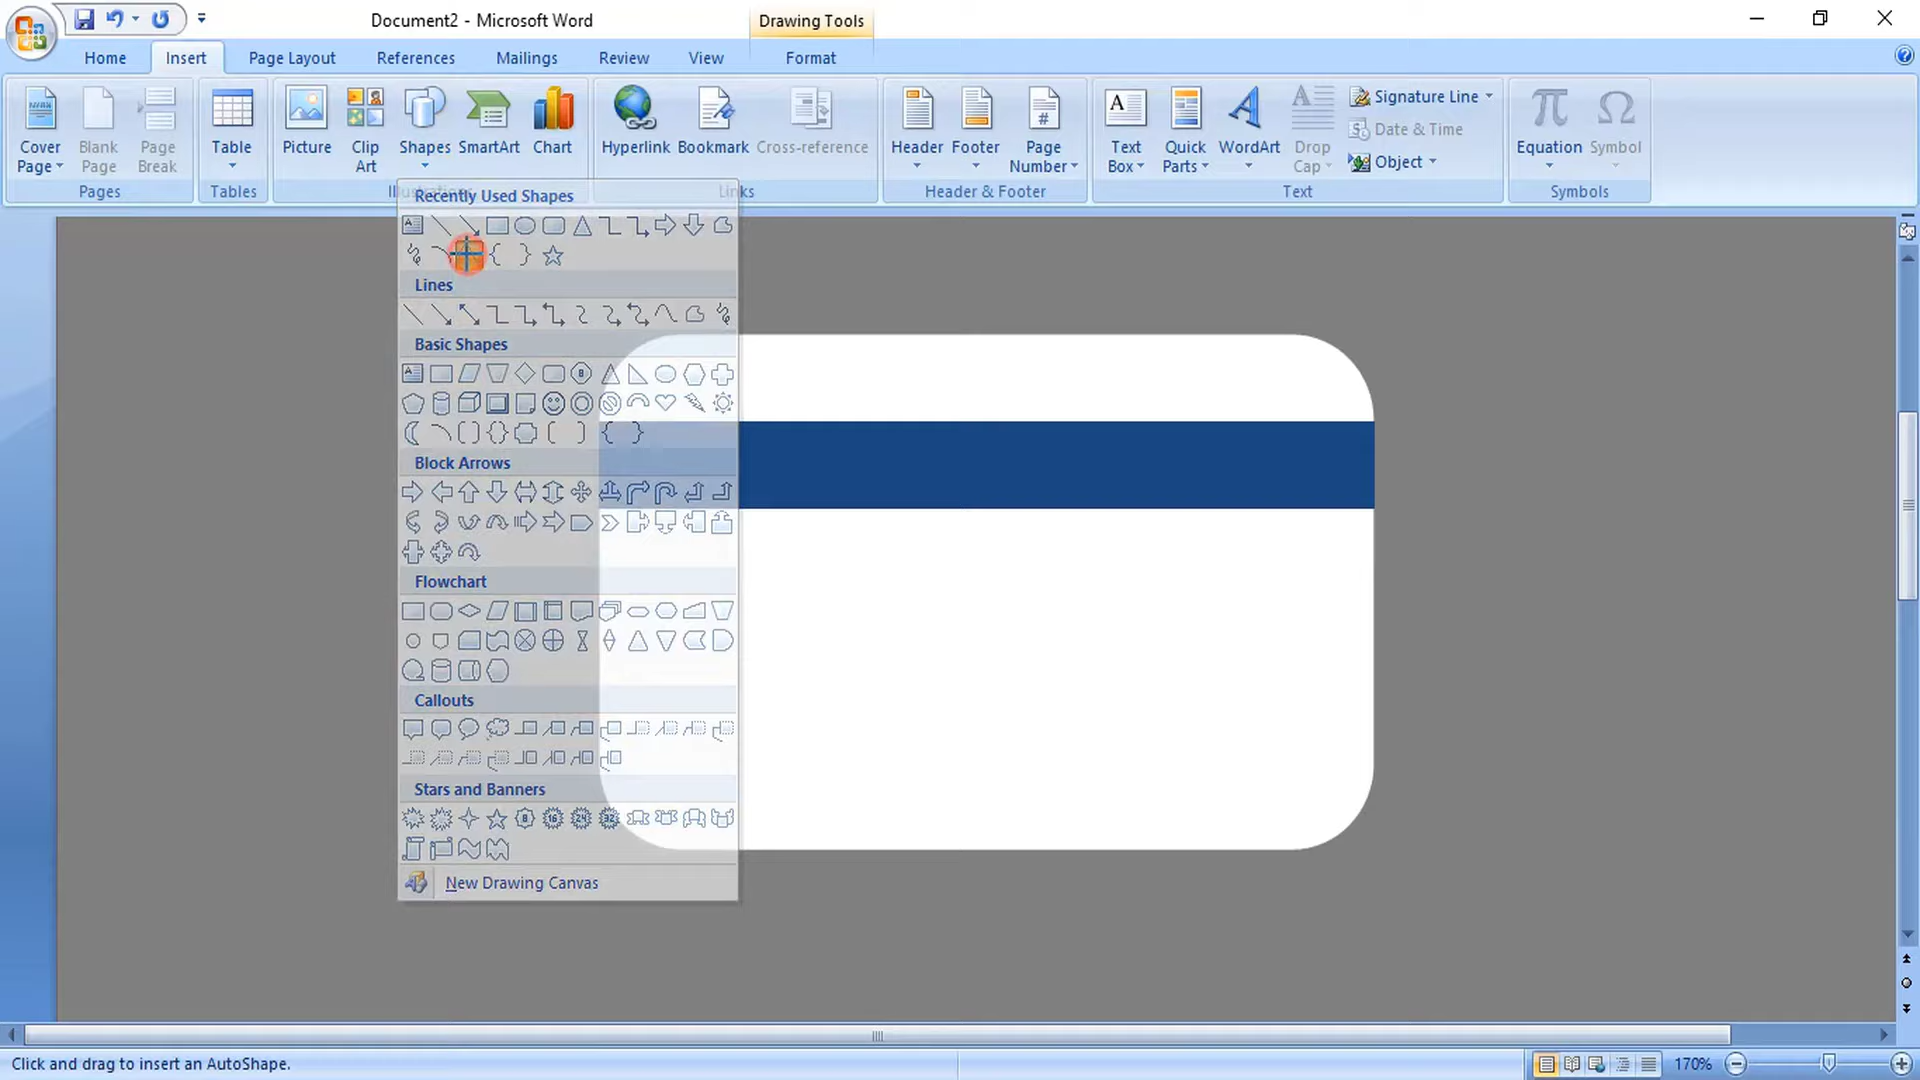 Document2 - Microsoft Word
Drawing Tools
Home Insert Page Layout References Mailings Review View Format
Cover Page
Blank Page
Page Break
Table
Picture
Clip Art
Shapes
SmartArt
Chart
Hyperlink
Bookmark
Cross-reference
Header
Footer
Page Number
Text Box
Quick Parts
WordArt
Drop Cap
Signature Line
Date & Time
Object
Equation
Symbol
Pages
Tables
Links
Header & Footer
Text
Symbols
Recently Used Shapes
Lines
Basic Shapes
Block Arrows
Flowchart
Callouts
Stars and Banners
New Drawing Canvas
Click and drag to insert an AutoShape.
170%